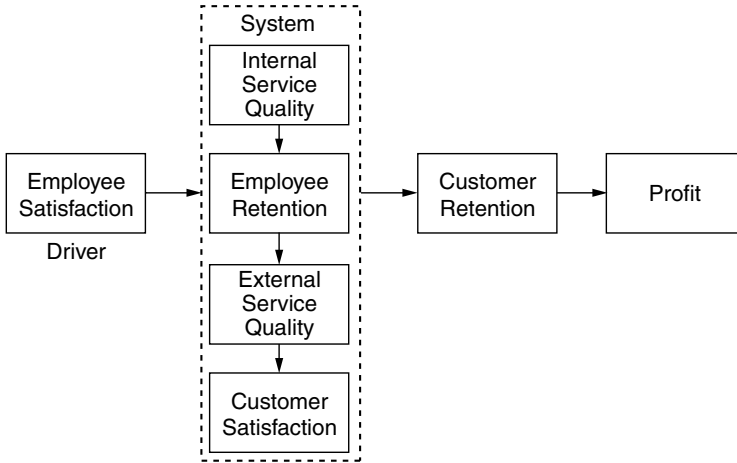 System
Internal
Service
Quality
Employee
Satisfaction
Driver
Employee
Retention
Customer
Retention
Profit
External
Service
Quality
Customer
Satisfaction